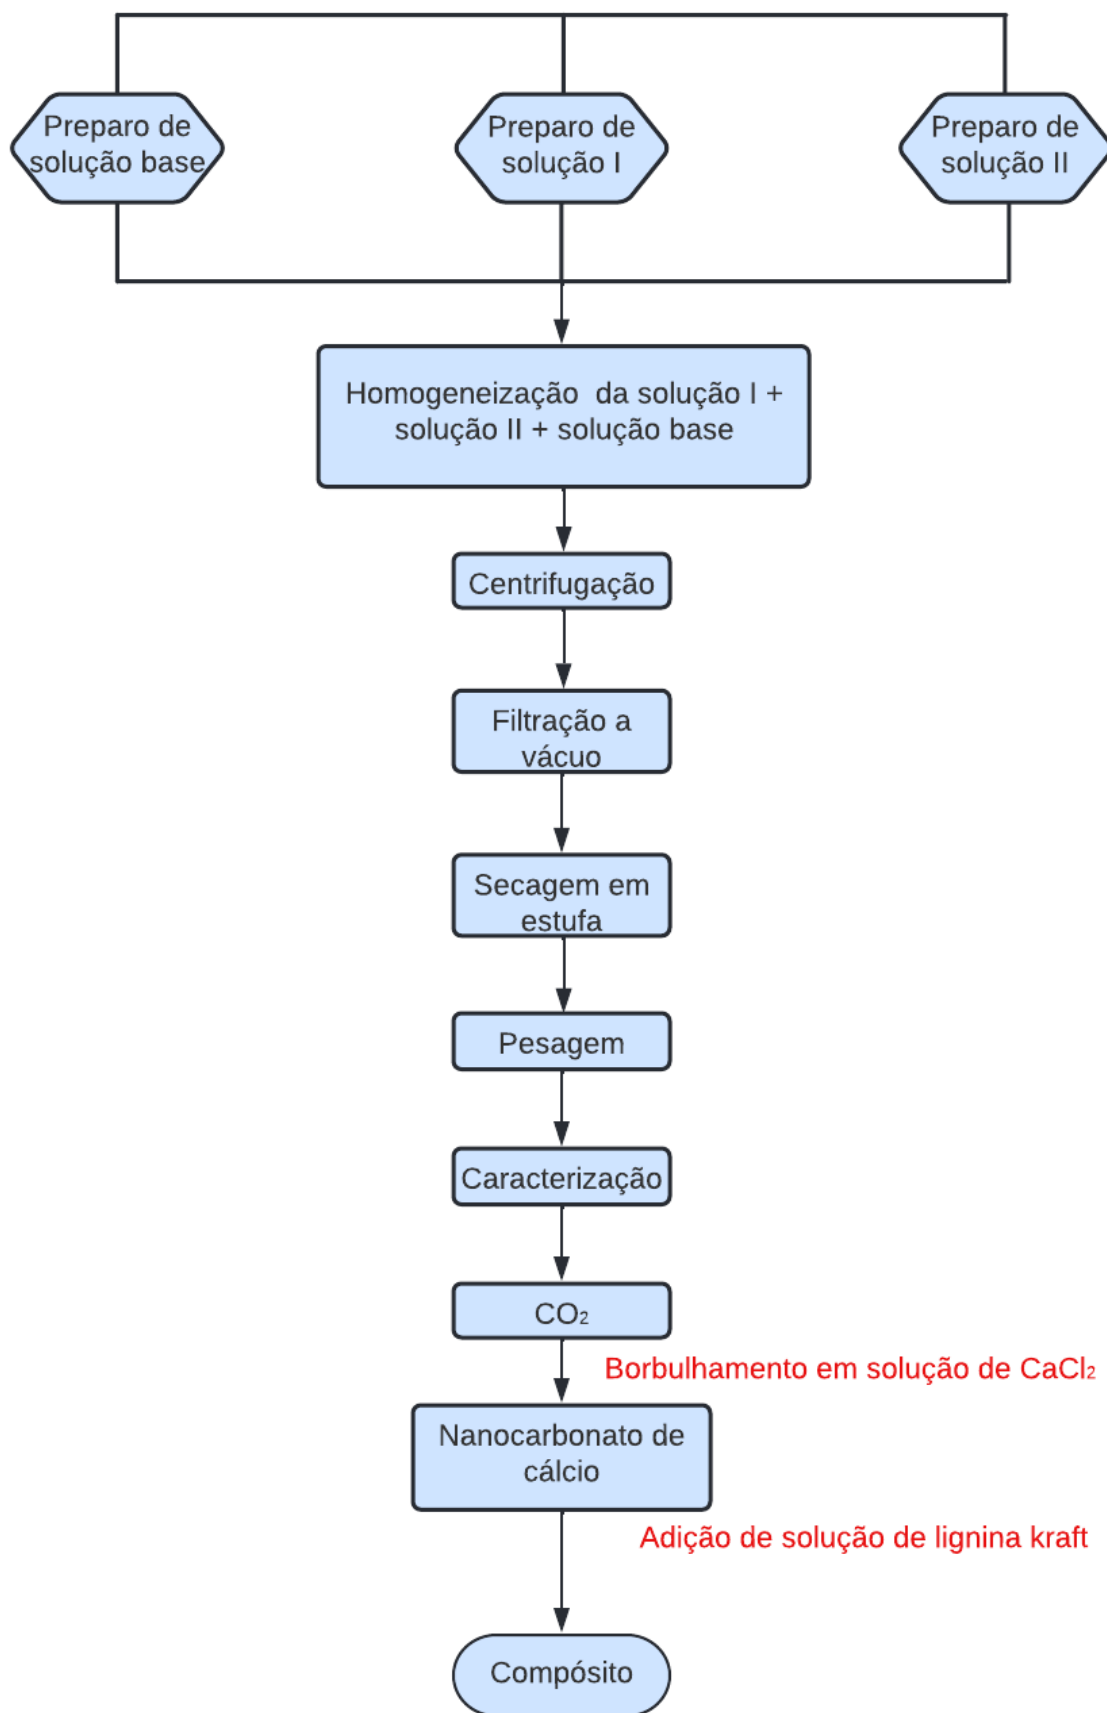 Preparo de
solução base
Preparo de
solução I
Preparo de
solução II
Homogeneização da solução I +
solução II + solução base
Centrifugação
Filtração a
vácuo
Secagem em
estufa
Pesagem
Caracterização
CO₂
Borbulhamento em solução de CaCl₂
Nanocarbonato de
cálcio
Adição de solução de lignina kraft
Compósito